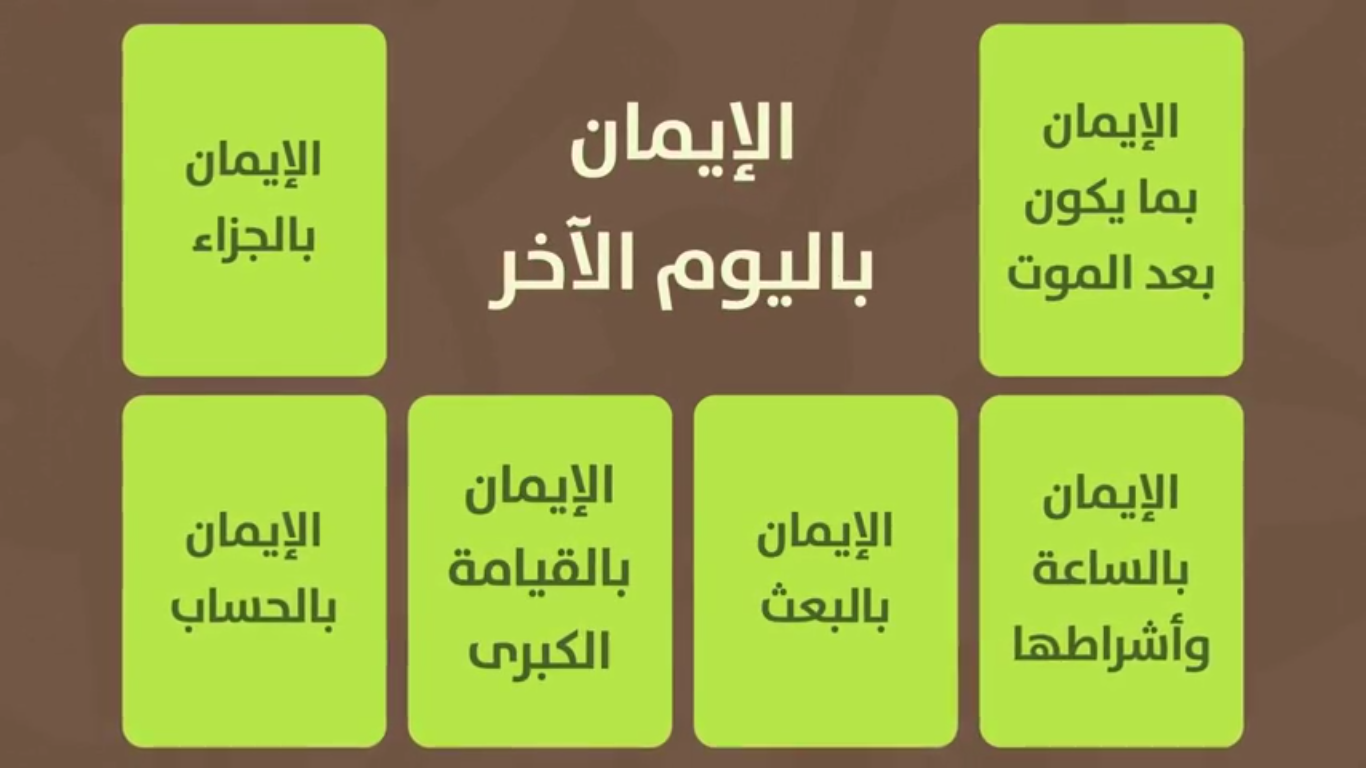 الإيمان
باليوم الآخر
الإيمان
بما يكون
بعد الموت
الإيمان
بالساعة
وأشراطها
الإيمان
بالبعث
الإيمان
بالقيامة
الكبرى
الإيمان
بالحساب
الإيمان
بالجزاء